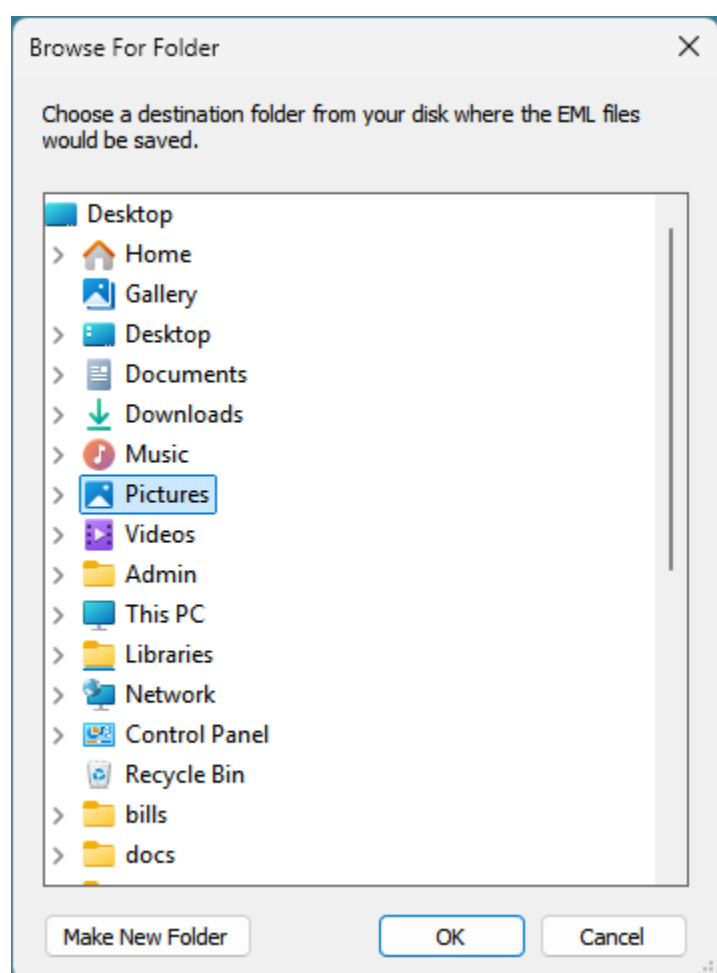 Browse For Folder
Choose a destination folder from your disk where the EML files
would be saved.
Desktop
Home
Gallery
Desktop
Documents
Downloads
Music
Pictures
Videos
Admin
This PC
Libraries
Network
Control Panel
Recycle Bin
bills
docs
Make New Folder
OK
Cancel